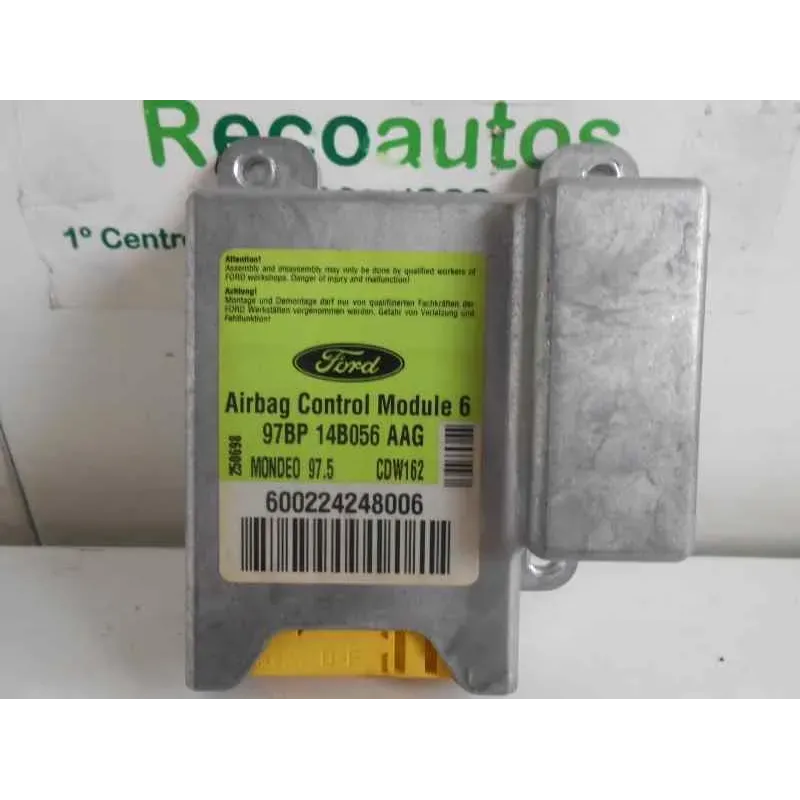 Recoautos
1º Centro
Attention!
Assembly and disassembly may only be done by qualified workers of
FORD workshops. Danger of injury and malfunction!
Achtung!
Montage und Demontage darf nur von qualifinerten Fachkräften der
FORD Werkstätten vorgenommen werden. Gefahr von Verletzung und
Fehlfunktion!
Ford
Airbag Control Module 6
97BP 14B056 AAG
250698
MONDEO 97.5 CDW162
600224248006